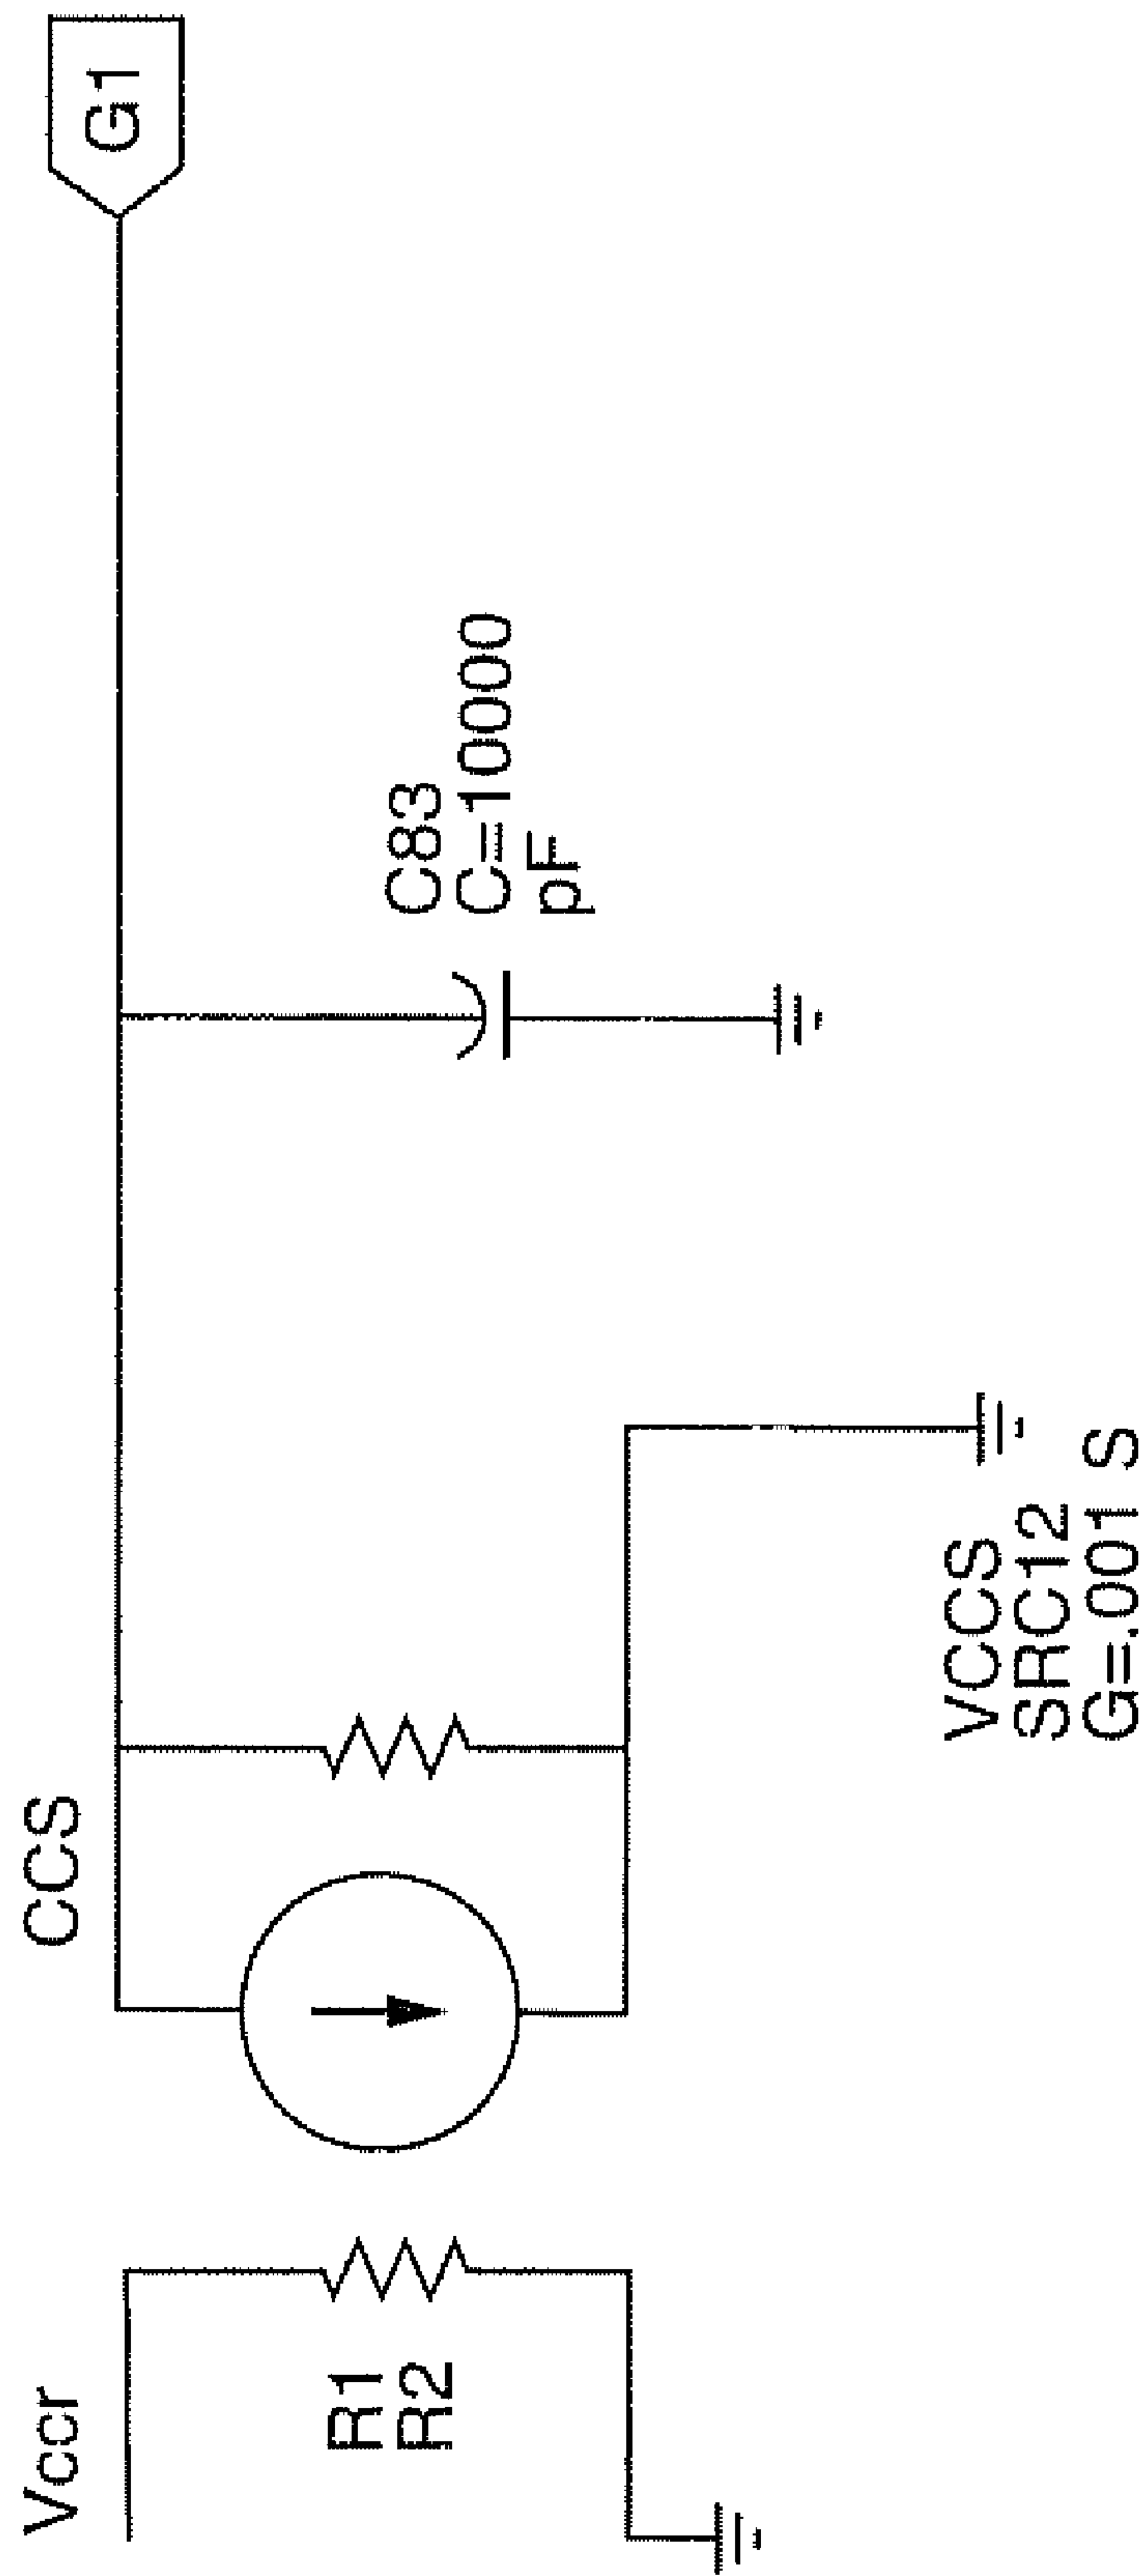 Vccr
R1
R2
CCS
VCCS
SRC12
G=.001 S
C83
C=10000
pF
G1